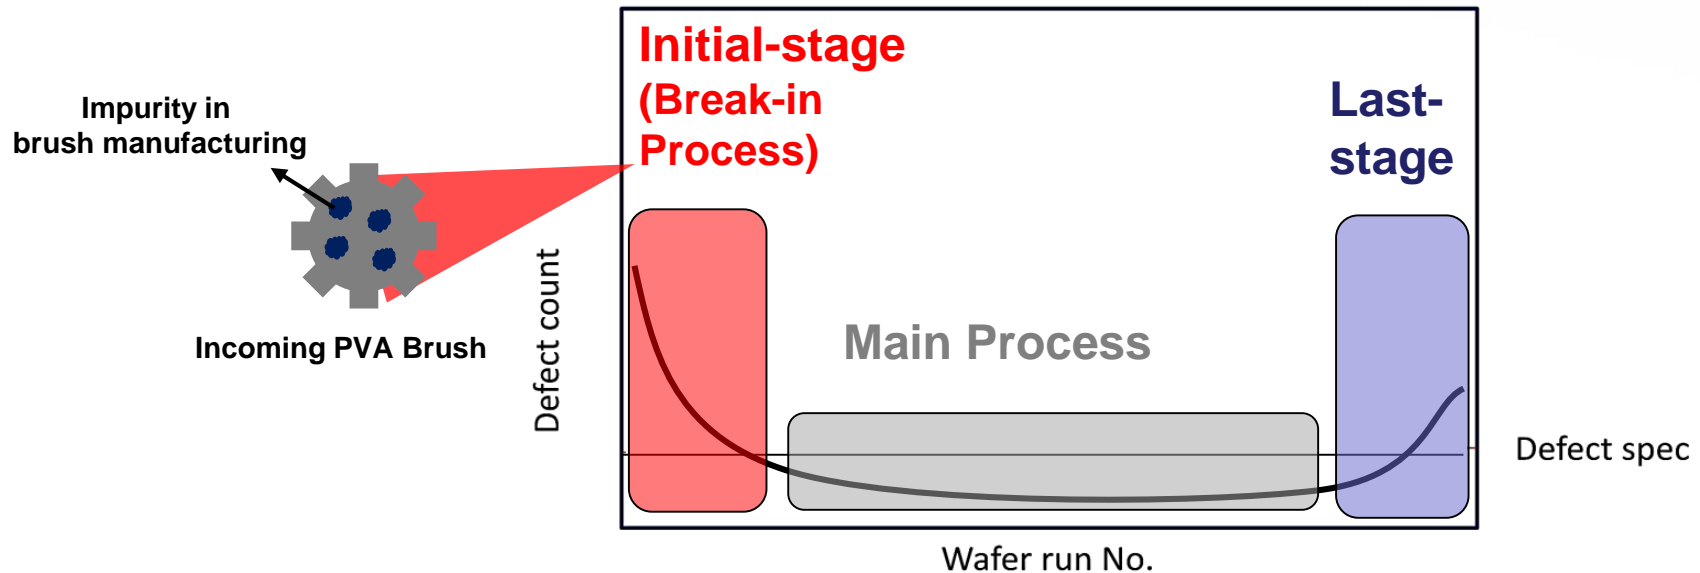 Impurity in
brush manufacturing
Incoming PVA Brush
Initial-stage
(Break-in
Process)
Last-
stage
Main Process
Defect count
Defect spec
Wafer run No.